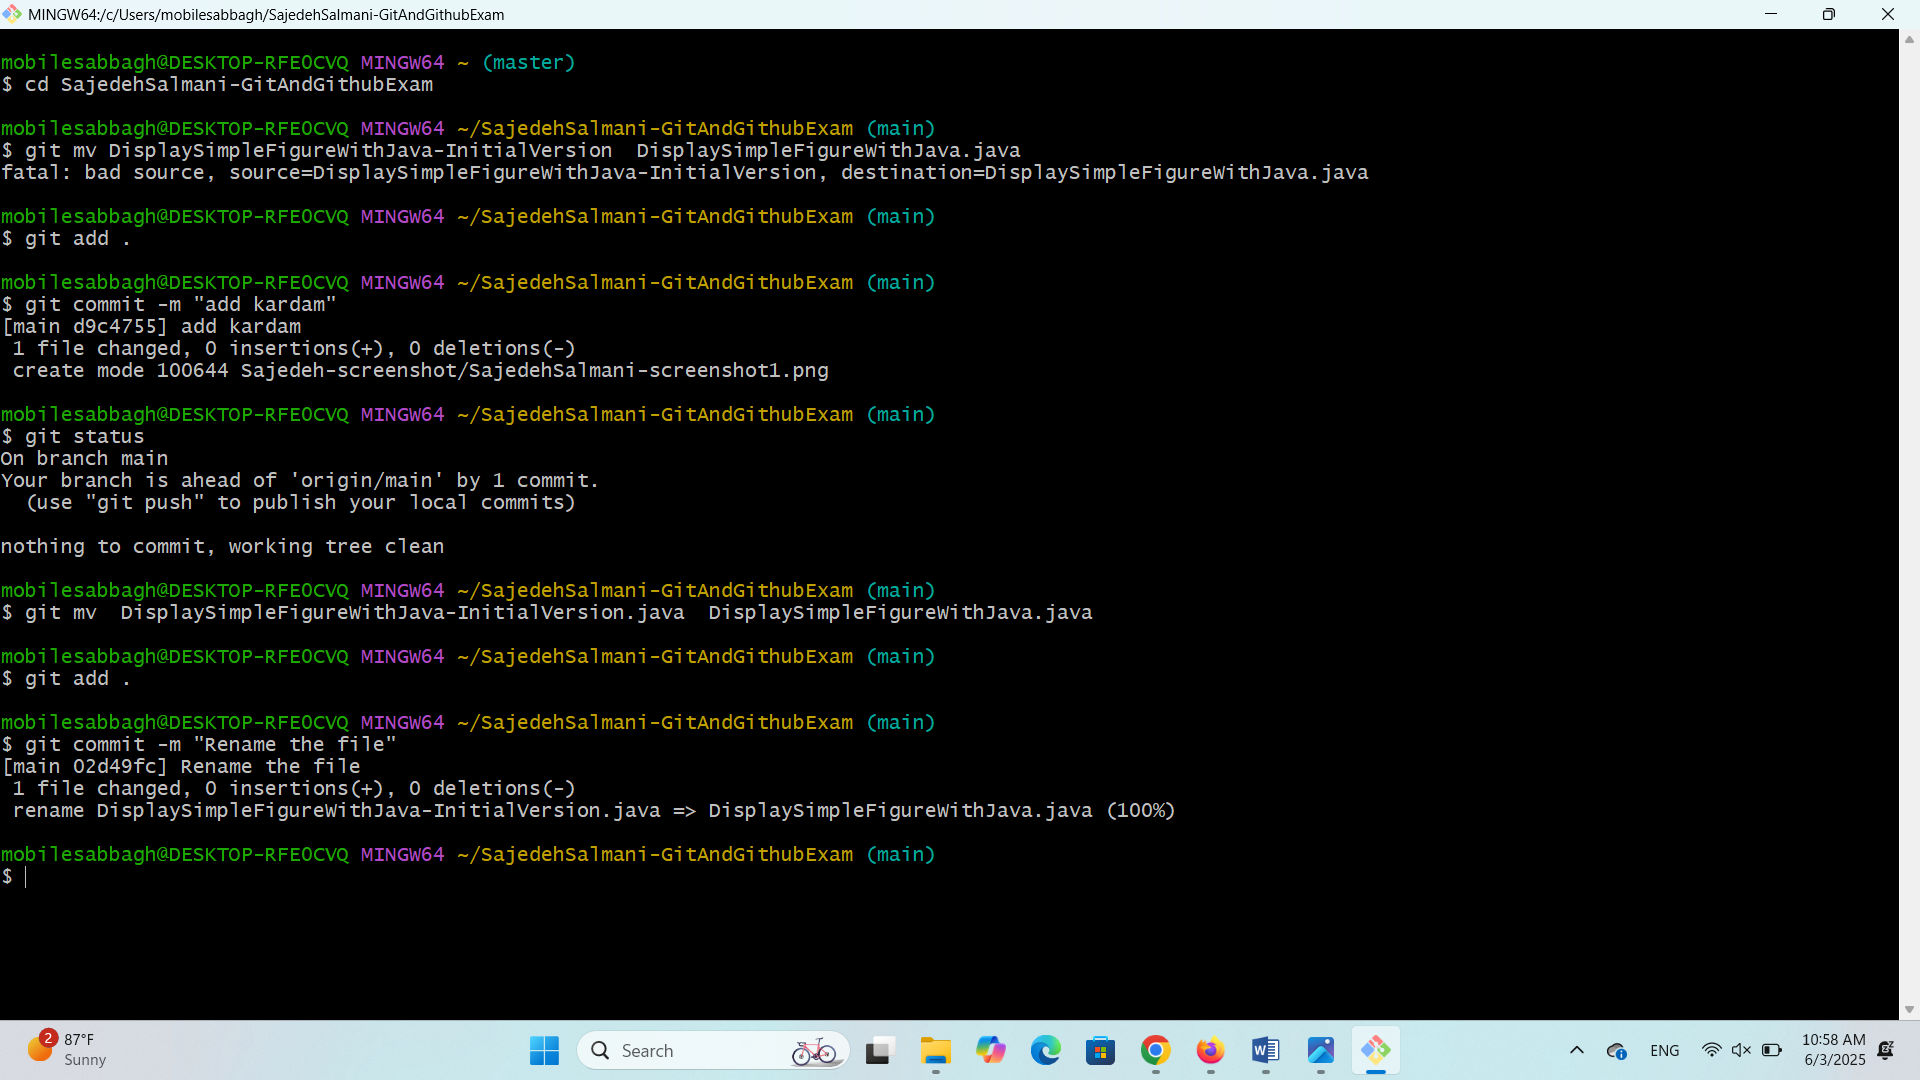 MINGW64:/c/Users/mobilesabbagh/SajedehSalmani-GitAndGithubExam
mobilesabbagh@DESKTOP-RFE0CVQ MINGW64 ~ (master)
$ cd SajedehSalmani-GitAndGithubExam
mobilesabbagh@DESKTOP-RFE0CVQ MINGW64 ~/SajedehSalmani-GitAndGithubExam (main)
$ git mv DisplaySimpleFigureWithJava-InitialVersion  DisplaySimpleFigureWithJava.java
fatal: bad source, source=DisplaySimpleFigureWithJava-InitialVersion, destination=DisplaySimpleFigureWithJava.java
mobilesabbagh@DESKTOP-RFE0CVQ MINGW64 ~/SajedehSalmani-GitAndGithubExam (main)
$ git add .
mobilesabbagh@DESKTOP-RFE0CVQ MINGW64 ~/SajedehSalmani-GitAndGithubExam (main)
$ git commit -m "add kardam"
[main d9c4755] add kardam
 1 file changed, 0 insertions(+), 0 deletions(-)
 create mode 100644 Sajedeh-screenshot/SajedehSalmani-screenshot1.png
mobilesabbagh@DESKTOP-RFE0CVQ MINGW64 ~/SajedehSalmani-GitAndGithubExam (main)
$ git status
On branch main
Your branch is ahead of 'origin/main' by 1 commit.
  (use "git push" to publish your local commits)
nothing to commit, working tree clean
mobilesabbagh@DESKTOP-RFE0CVQ MINGW64 ~/SajedehSalmani-GitAndGithubExam (main)
$ git mv  DisplaySimpleFigureWithJava-InitialVersion.java  DisplaySimpleFigureWithJava.java
mobilesabbagh@DESKTOP-RFE0CVQ MINGW64 ~/SajedehSalmani-GitAndGithubExam (main)
$ git add .
mobilesabbagh@DESKTOP-RFE0CVQ MINGW64 ~/SajedehSalmani-GitAndGithubExam (main)
$ git commit -m "Rename the file"
[main 02d49fc] Rename the file
 1 file changed, 0 insertions(+), 0 deletions(-)
 rename DisplaySimpleFigureWithJava-InitialVersion.java => DisplaySimpleFigureWithJava.java (100%)
mobilesabbagh@DESKTOP-RFE0CVQ MINGW64 ~/SajedehSalmani-GitAndGithubExam (main)
$
2
87°F
Sunny
Search
ENG
10:58 AM
6/3/2025